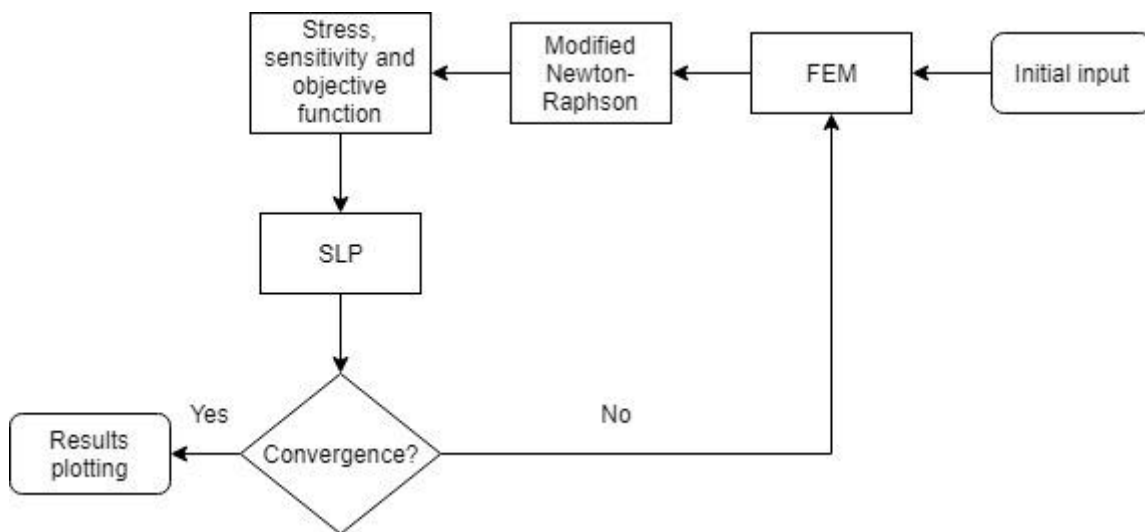 Stress,
sensitivity and
objective
function
Modified
Newton-
Raphson
FEM
Initial input
SLP
Convergence?
Yes
No
Results
plotting